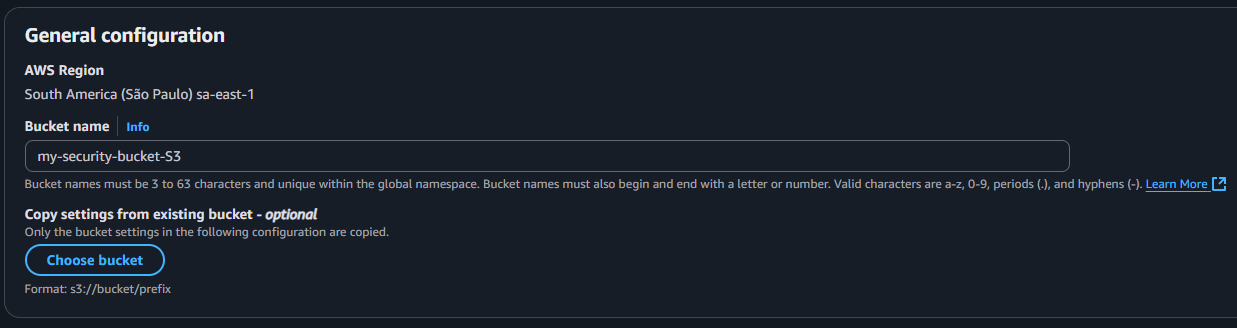 General configuration
AWS Region
South America (São Paulo) sa-east-1
Bucket name Info
my-security-bucket-S3
Bucket names must be 3 to 63 characters and unique within the global namespace. Bucket names must also begin and end with a letter or number. Valid characters are a-z, 0-9, periods (.), and hyphens (-). Learn More
Copy settings from existing bucket - optional
Only the bucket settings in the following configuration are copied.
Choose bucket
Format: s3://bucket/prefix